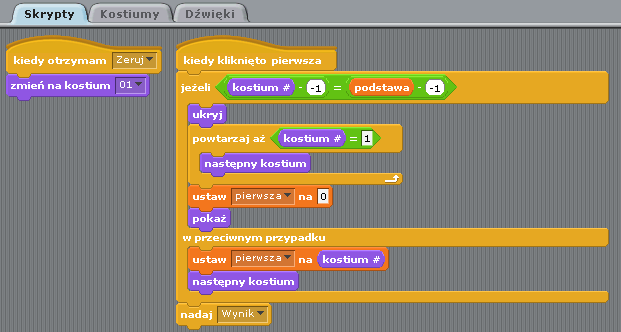 Skrypty Kostiumy Dźwięki
kiedy otrzymam Zeruj
zmień na kostium 01
kiedy kliknięto pierwsza
jeżeli kostium # - -1 = podstawa - -1
ukryj
powtarzaj aż kostium # = 1
następny kostium
ustaw pierwsza na 0
pokaż
w przeciwnym przypadku
ustaw pierwsza na kostium #
następny kostium
nadaj Wynik